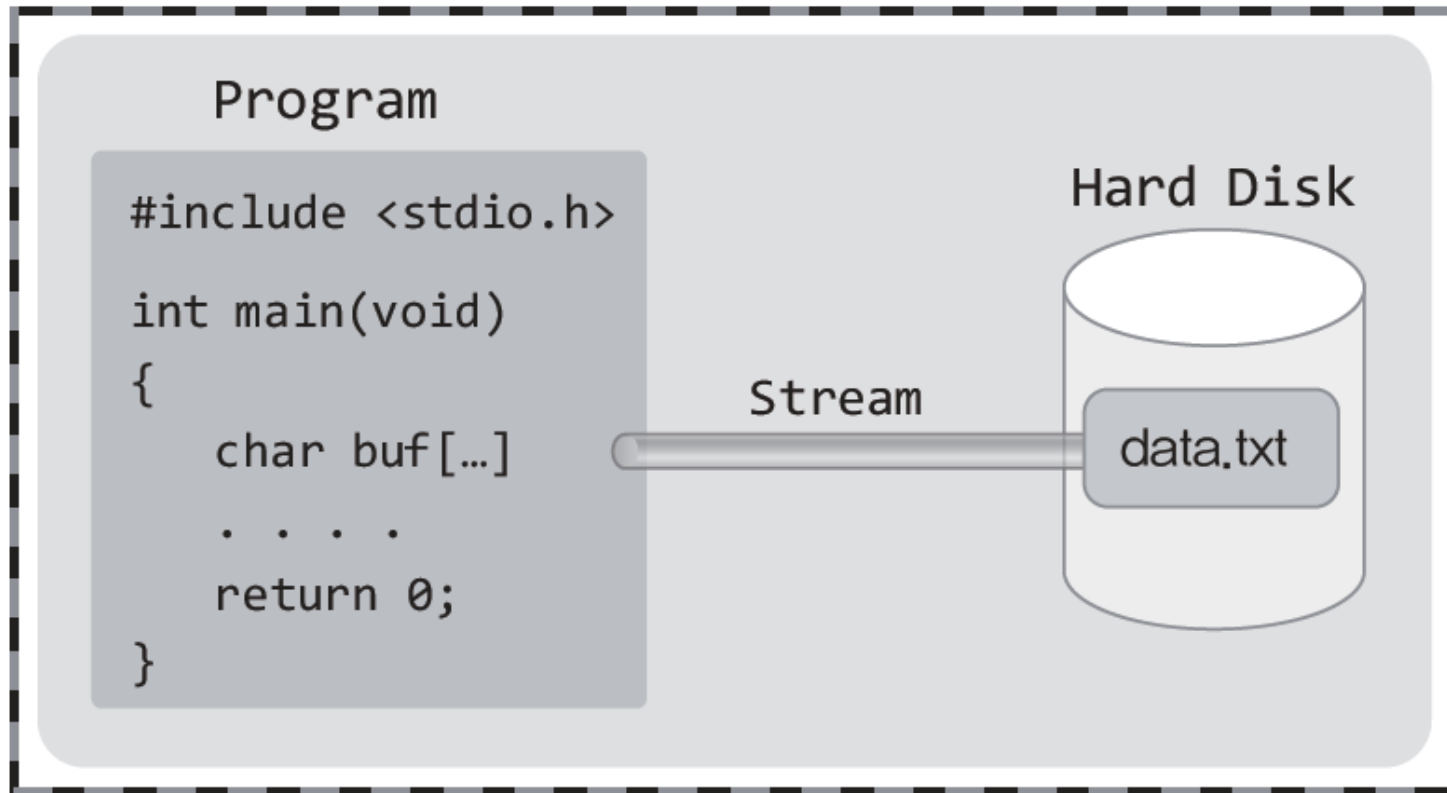 Program
#include <stdio.h>
int main(void)
{
char buf[…]
. . . .
return 0;
}
Stream
Hard Disk
data.txt